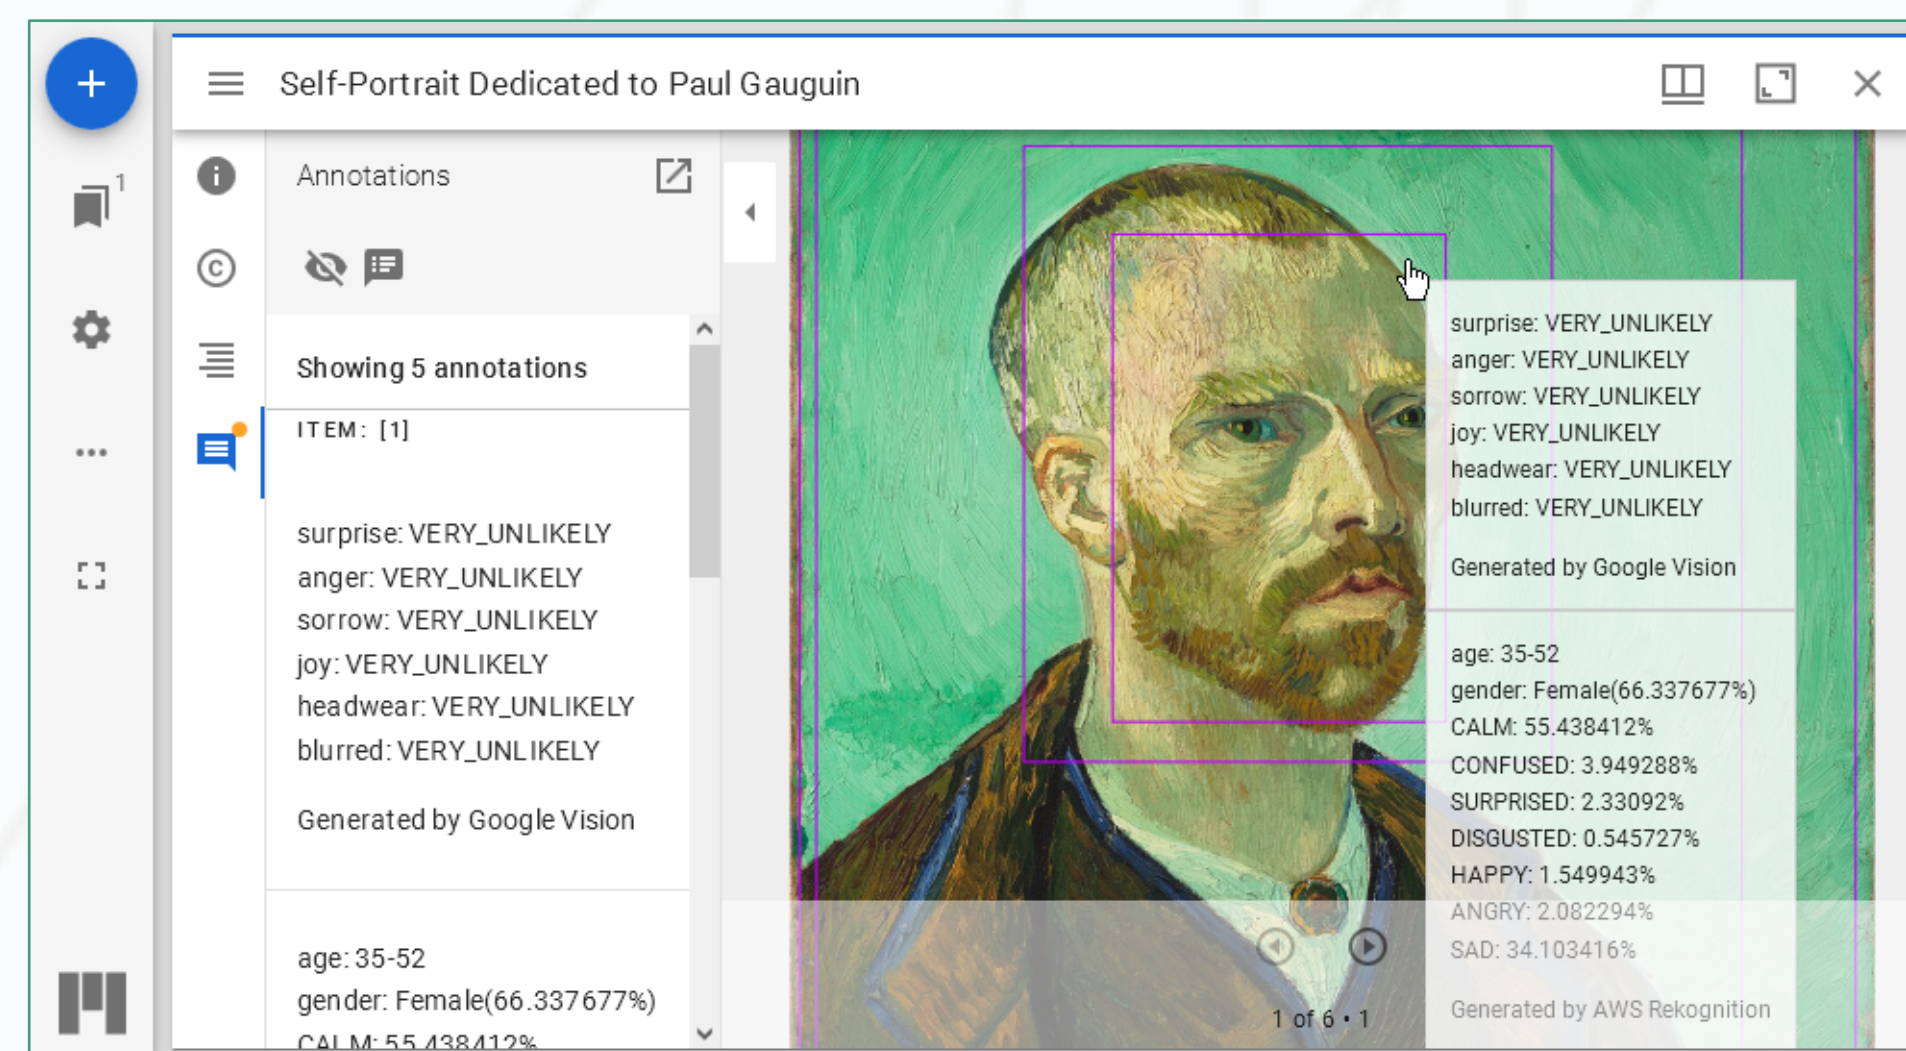 Self-Portrait Dedicated to Paul Gauguin
1
Annotations
Showing 5 annotations
ITEM: [1]
surprise: VERY_UNLIKELY
anger: VERY_UNLIKELY
sorrow: VERY_UNLIKELY
joy: VERY_UNLIKELY
headwear: VERY_UNLIKELY
blurred: VERY_UNLIKELY
Generated by Google Vision
age: 35-52
gender: Female(66.337677%)
CALM: 55.438412%
surprise: VERY_UNLIKELY
anger: VERY_UNLIKELY
sorrow: VERY_UNLIKELY
joy: VERY_UNLIKELY
headwear: VERY_UNLIKELY
blurred: VERY_UNLIKELY
Generated by Google Vision
age: 35-52
gender: Female(66.337677%)
CALM: 55.438412%
CONFUSED: 3.949288%
SURPRISED: 2.33092%
DISGUSTED: 0.545727%
HAPPY: 1.549943%
ANGRY: 2.082294%
SAD: 34.103416%
Generated by AWS Rekognition
1 of 6 • 1